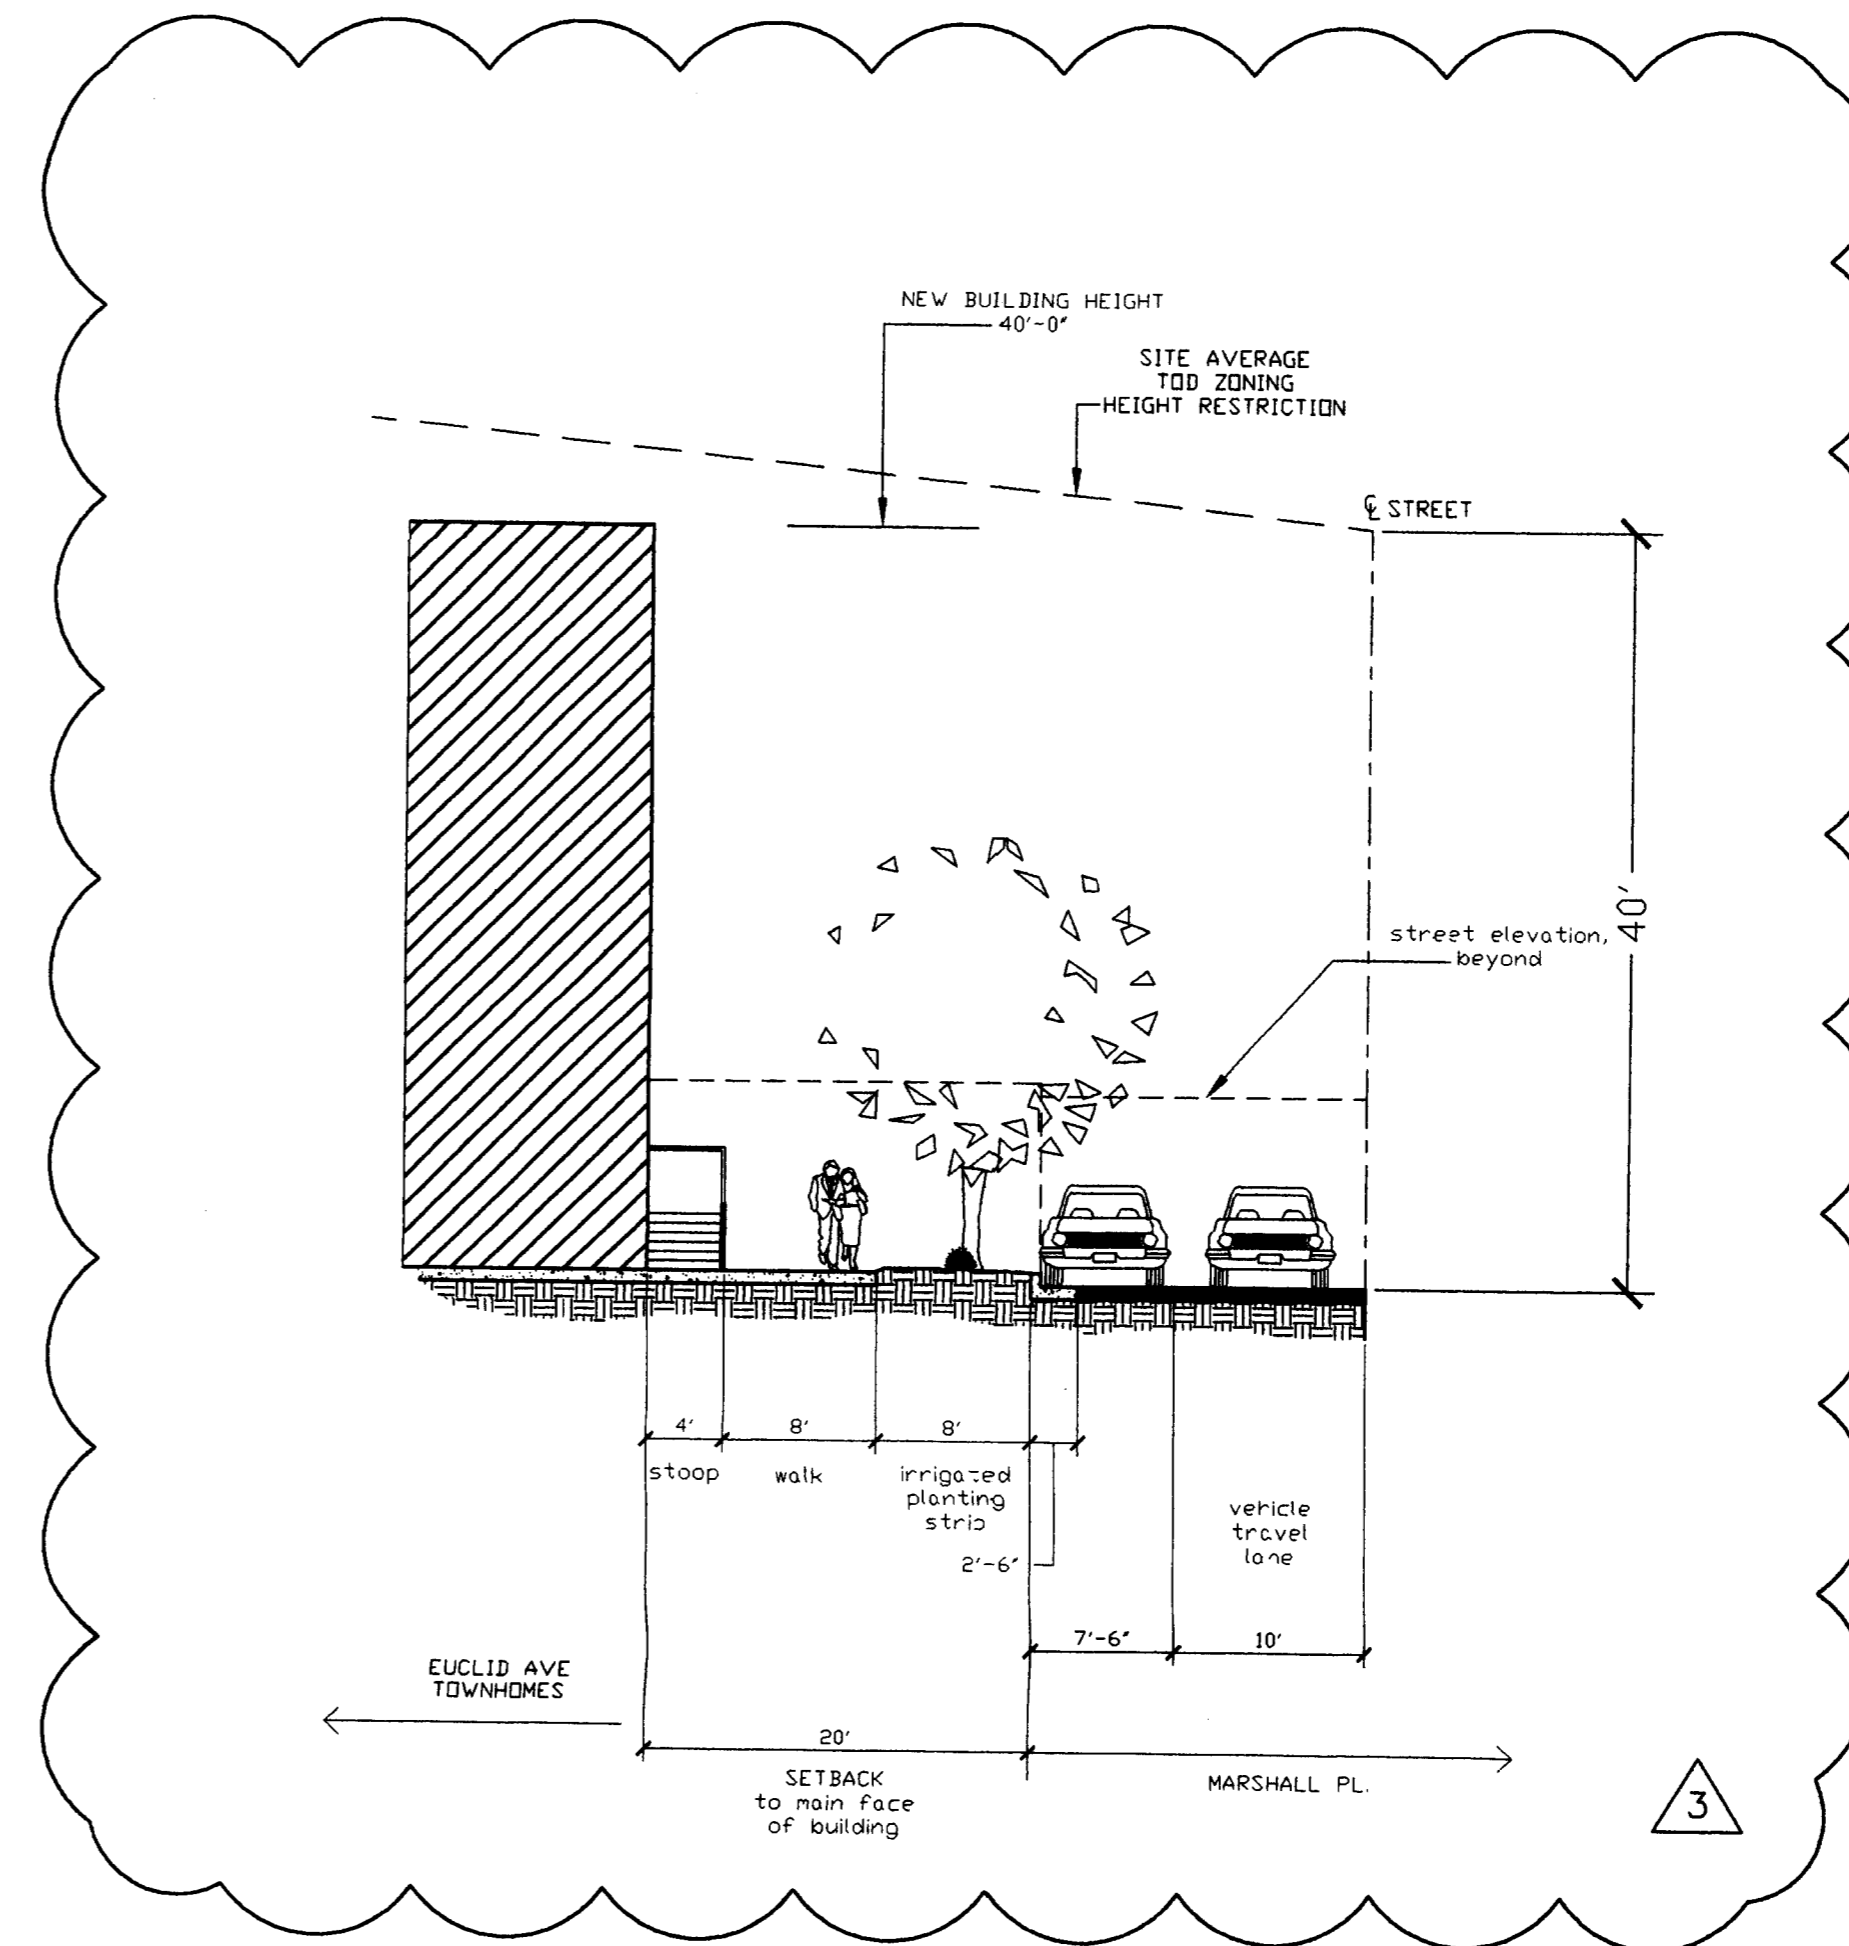 NEW BUILDING HEIGHT
40'-0"
SITE AVERAGE
TOD ZONING
HEIGHT RESTRICTION
℄ STREET
40'
street elevation,
beyond
4'
8'
8'
stoop
walk
irrigated
planting
strip
2'-6"
vehicle
travel
lane
7'-6"
10'
EUCLID AVE
TOWNHOMES
20'
SETBACK
to main face
of building
MARSHALL PL.
3